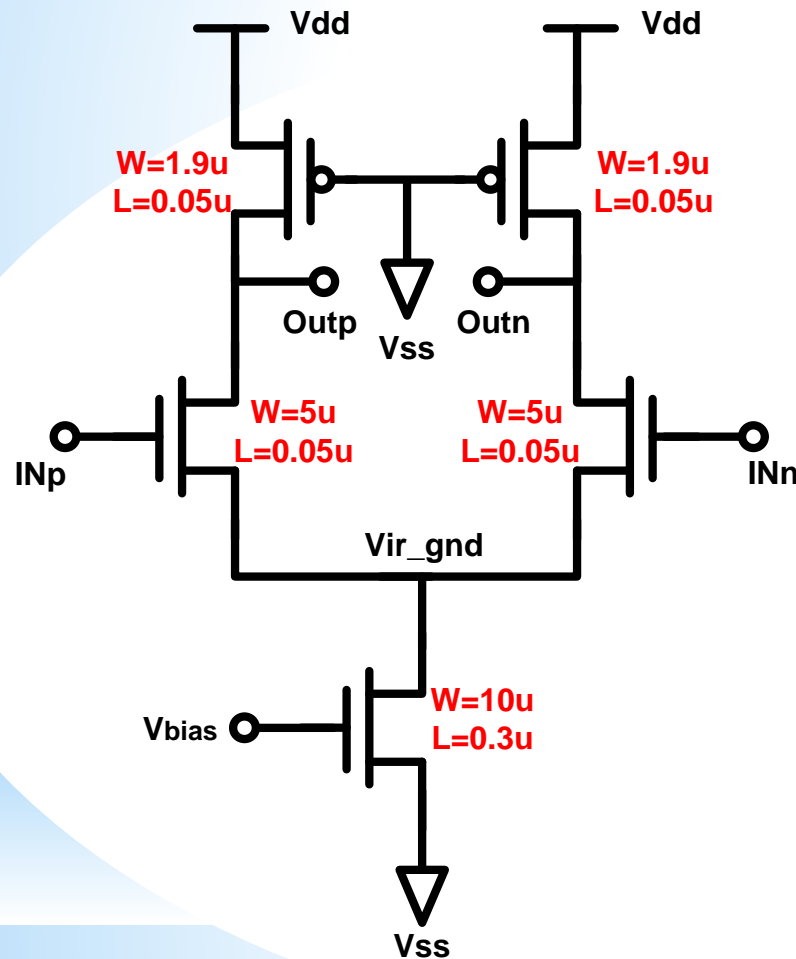 Vdd
Vdd
W=1.9u
L=0.05u
W=1.9u
L=0.05u
Outp
Outn
Vss
W=5u
L=0.05u
W=5u
L=0.05u
INp
INn
Vir_gnd
W=10u
L=0.3u
Vbias
Vss